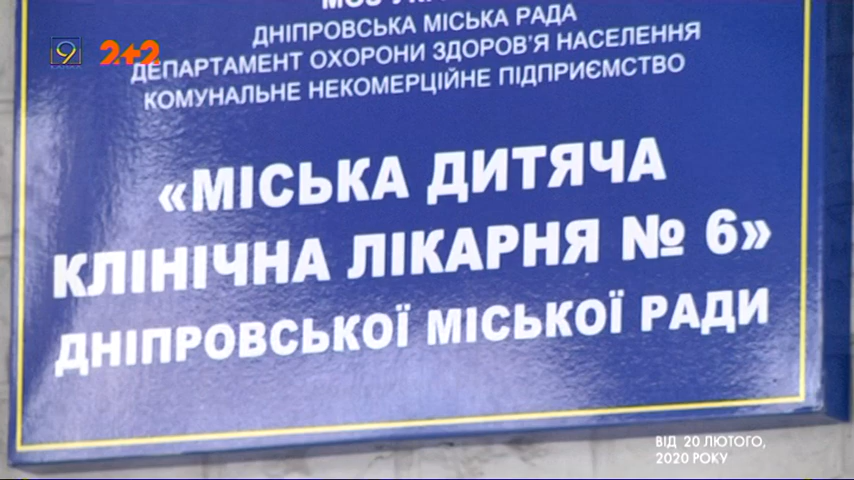 ДНІПРОВСЬКА МІСЬКА РАДА
ДЕПАРТАМЕНТ ОХОРОНИ ЗДОРОВ'Я НАСЕЛЕННЯ
КОМУНАЛЬНЕ НЕКОМЕРЦІЙНЕ ПІДПРИЄМСТВО
«МІСЬКА ДИТЯЧА
КЛІНІЧНА ЛІКАРНЯ № 6»
ДНІПРОВСЬКОЇ МІСЬКОЇ РАДИ
9 2+2
ВІД 20 ЛЮТОГО,
2020 РОКУ